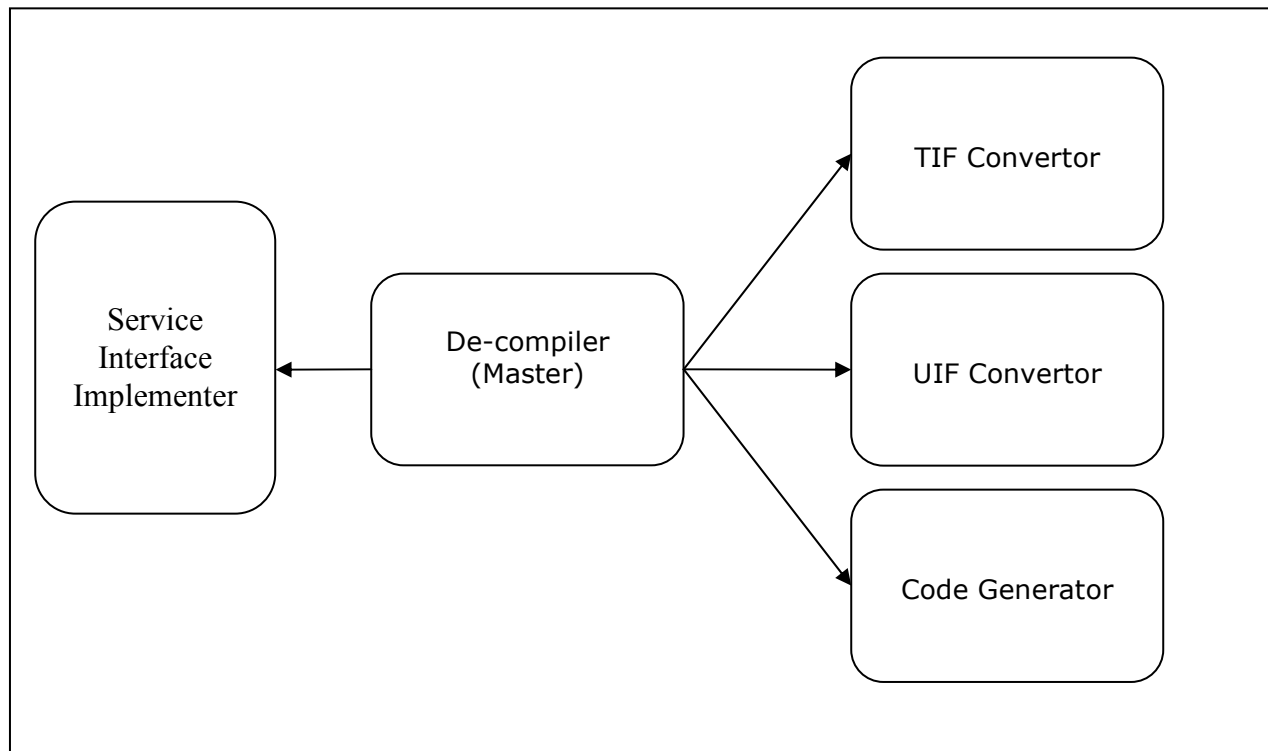 Service
Interface
Implementer
De-compiler
(Master)
TIF Convertor
UIF Convertor
Code Generator